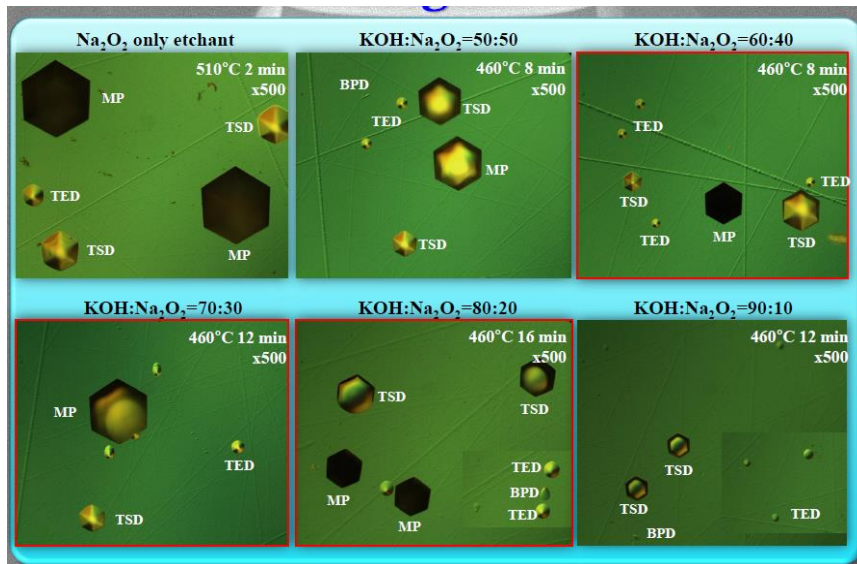 Na₂O₂ only etchant
510°C 2 min
x500
MP
TSD
TED
TSD
MP
KOH:Na₂O₂=50:50
460°C 8 min
x500
BPD
TED
TSD
MP
TSD
KOH:Na₂O₂=60:40
460°C 8 min
x500
TED
TSD
TED
MP
TSD
KOH:Na₂O₂=70:30
460°C 12 min
x500
MP
TED
TSD
KOH:Na₂O₂=80:20
460°C 16 min
x500
TSD
TSD
TED
MP
BPD
TED
MP
KOH:Na₂O₂=90:10
460°C 12 min
x500
TSD
TSD
TED
BPD